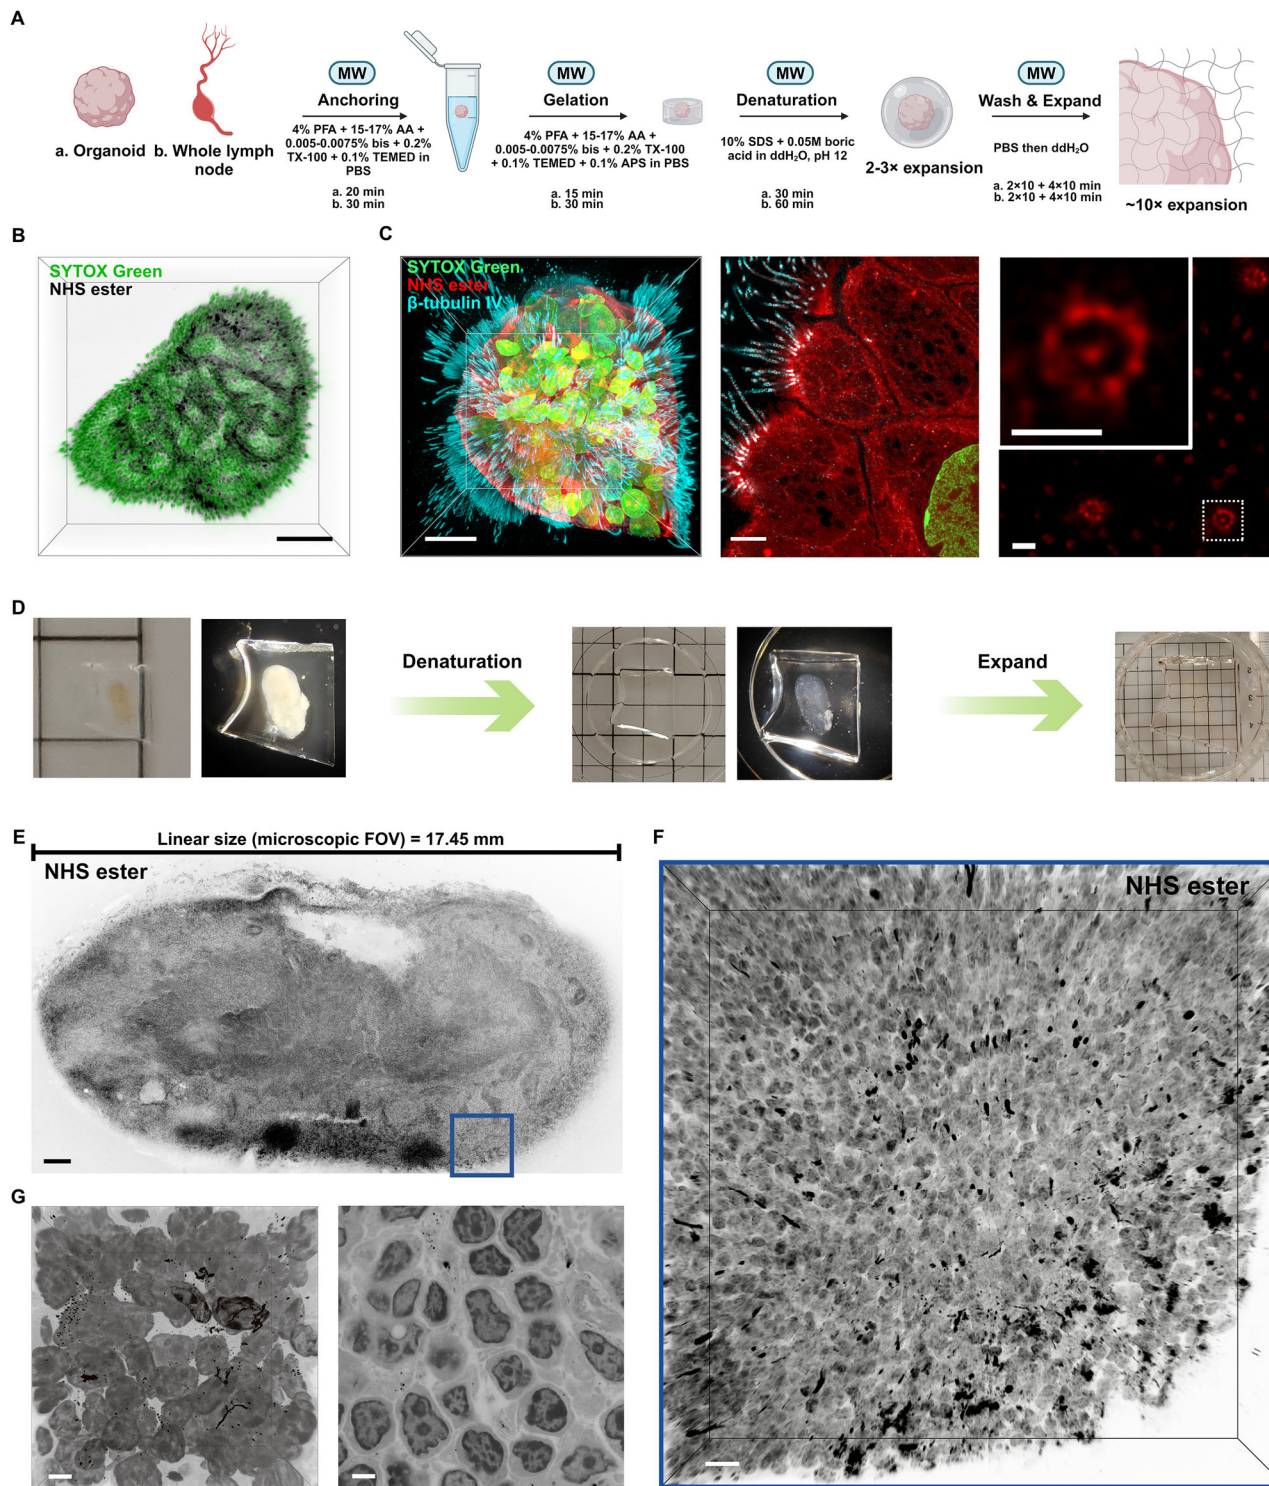 A
MW
MW
MW
MW
Anchoring
Gelation
Denaturation
Wash & Expand
4% PFA + 15-17% AA +
0.005-0.0075% bis + 0.2%
TX-100 + 0.1% TEMED in
PBS
4% PFA + 15-17% AA +
0.005-0.0075% bis + 0.2% TX-100
+ 0.1% TEMED + 0.1% APS in PBS
10% SDS + 0.05M boric
acid in ddH₂O, pH 12
PBS then ddH₂O
a. Organoid
b. Whole lymph
node
2-3× expansion
a. 20 min
b. 30 min
a. 15 min
b. 30 min
a. 30 min
b. 60 min
a. 2×10 + 4×10 min
b. 2×10 + 4×10 min
~10× expansion
B
SYTOX Green
NHS ester
C
SYTOX Green
NHS ester
β-tubulin IV
D
Denaturation
Expand
2
3
4
E
Linear size (microscopic FOV) = 17.45 mm
NHS ester
F
NHS ester
G